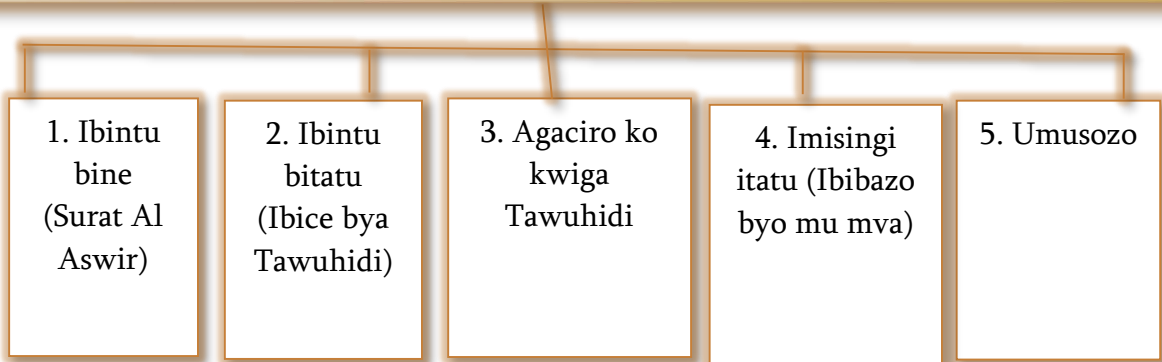 1. Ibintu
bine
(Surat Al
Aswir)
2. Ibintu
bitatu
(Ibice bya
Tawuhidi)
3. Agaciro ko
kwiga
Tawuhidi
4. Imisingi
itatu (Ibibazo
byo mu mva)
5. Umusozo